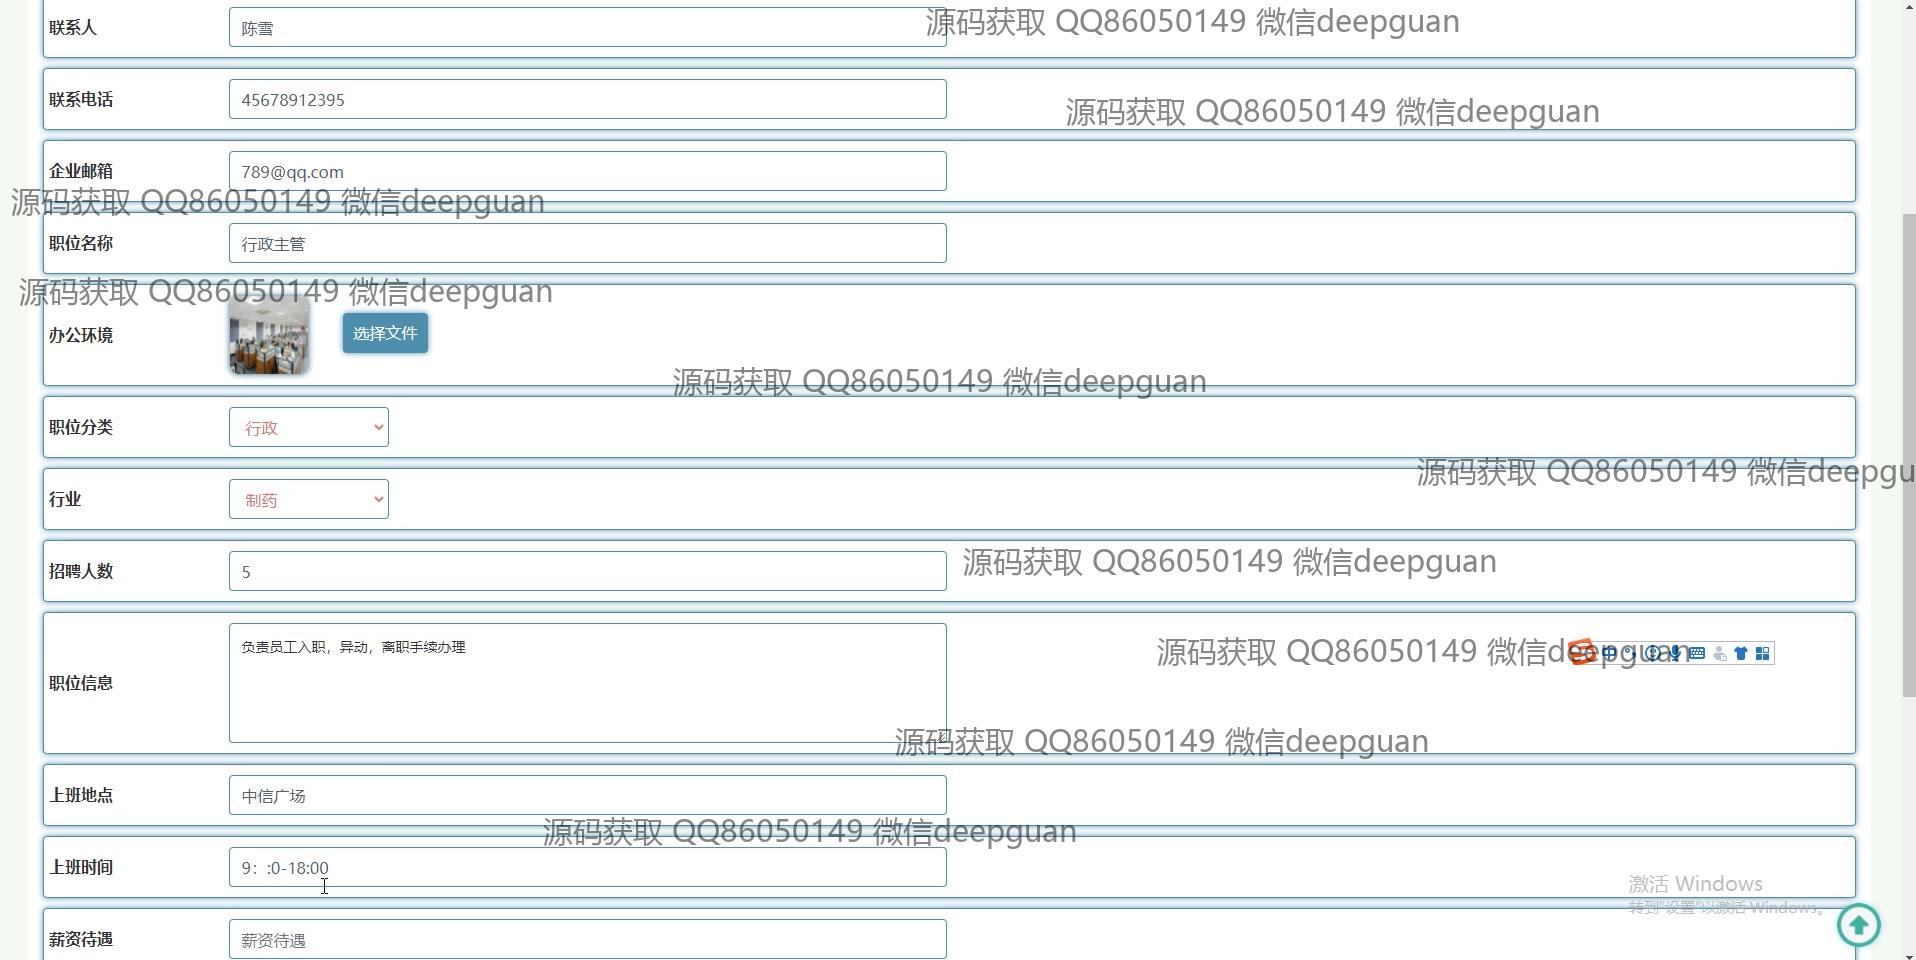 联系人 陈雪
源码获取 QQ86050149 微信deepguan
联系电话 45678912395
源码获取 QQ86050149 微信deepguan
企业邮箱 789@qq.com
源码获取 QQ86050149 微信deepguan
职位名称 行政主管
源码获取 QQ86050149 微信deepguan
办公环境 选择文件
源码获取 QQ86050149 微信deepguan
职位分类 行政
源码获取 QQ86050149 微信deepgu
行业 制药
源码获取 QQ86050149 微信deepguan
招聘人数 5
负责员工入职，异动，离职手续办理
源码获取 QQ86050149 微信deepguan
中
职位信息
源码获取 QQ86050149 微信deepguan
上班地点 中信广场
源码获取 QQ86050149 微信deepguan
上班时间 9：:0-18:00
激活 Windows
转到“设置”以激活 Windows。
薪资待遇 薪资待遇